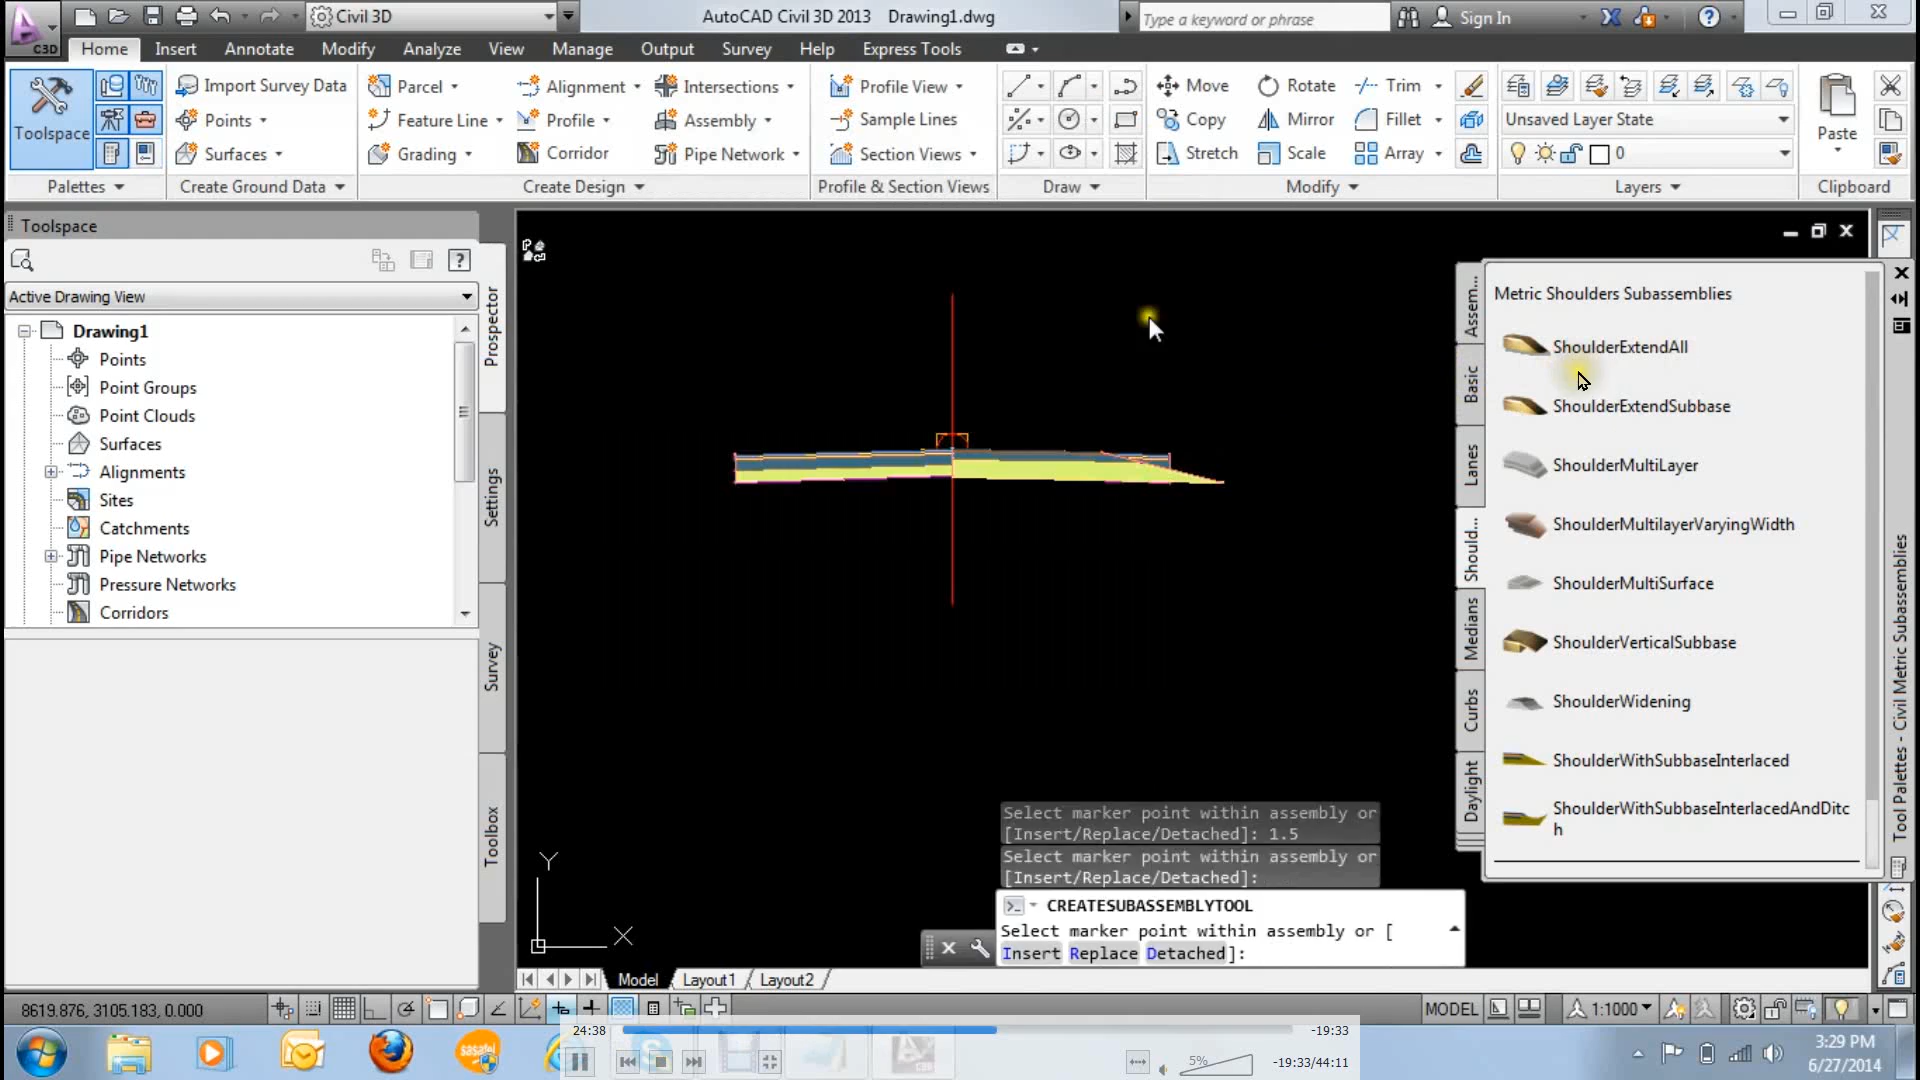 C3D
Civil 3D
AutoCAD Civil 3D 2013 Drawing1.dwg
Type a keyword or phrase
Sign In
Home Insert Annotate Modify Analyze View Manage Output Survey Help Express Tools
Toolspace
Import Survey Data
Points
Surfaces
Parcel
Feature Line
Grading
Alignment
Profile
Corridor
Intersections
Assembly
Pipe Network
Profile View
Sample Lines
Section Views
Move
Copy
Stretch
Rotate
Mirror
Scale
Trim
Fillet
Array
Unsaved Layer State
0
Paste
Palettes
Create Ground Data
Create Design
Profile & Section Views
Draw
Modify
Layers
Clipboard
Toolspace
Active Drawing View
Drawing1
Points
Point Groups
Point Clouds
Surfaces
Alignments
Sites
Catchments
Pipe Networks
Pressure Networks
Corridors
Prospector
Settings
Survey
Toolbox
Y
X
Assem...
Basic
Lanes
Should...
Medians
Curbs
Daylight
Metric Shoulders Subassemblies
ShoulderExtendAll
ShoulderExtendSubbase
ShoulderMultiLayer
ShoulderMultilayerVaryingWidth
ShoulderMultiSurface
ShoulderVerticalSubbase
ShoulderWidening
ShoulderWithSubbaseInterlaced
ShoulderWithSubbaseInterlacedAndDitc
h
Tool Palettes - Civil Metric Subassemblies
Select marker point within assembly or
[Insert/Replace/Detached]: 1.5
Select marker point within assembly or
[Insert/Replace/Detached]:
CREATESUBASSEMBLYTOOL
Select marker point within assembly or [
Insert Replace Detached]:
Model Layout1 Layout2
8619.876, 3105.183, 0.000
MODEL
1:1000
24:38
-19:33
5%
-19:33/44:11
sasatel
3:29 PM
6/27/2014